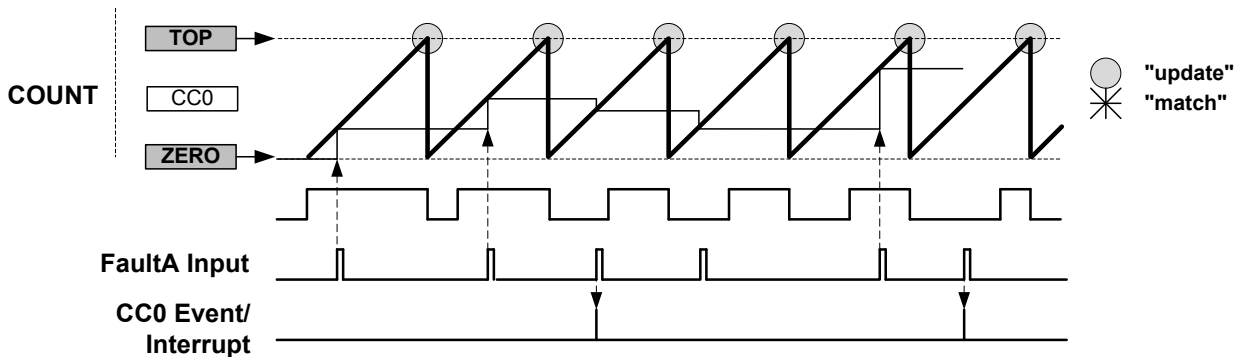 TOP
COUNT
CC0
ZERO
"update"
"match"
FaultA Input
CC0 Event/
Interrupt